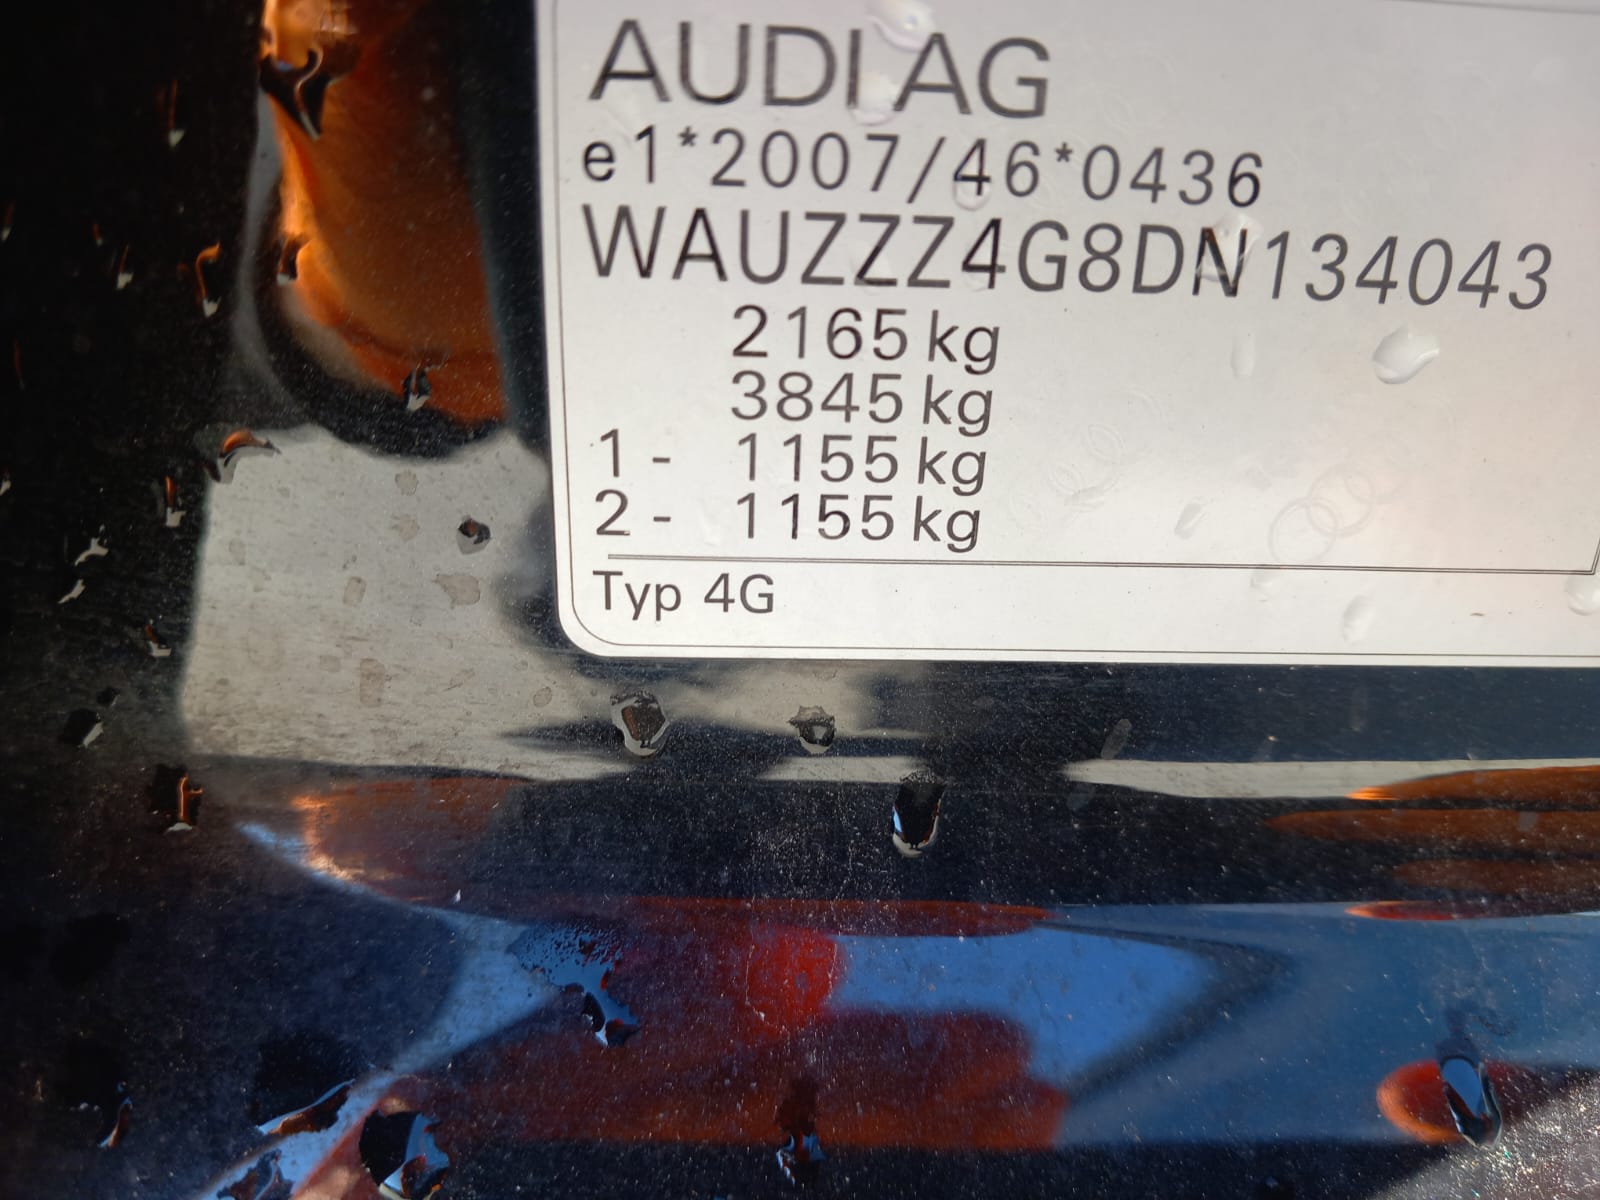 AUDI AG
e1*2007/46*0436
WAUZZZ4G8DN134043
2165 kg
3845 kg
1 - 1155 kg
2 - 1155 kg
Typ 4G